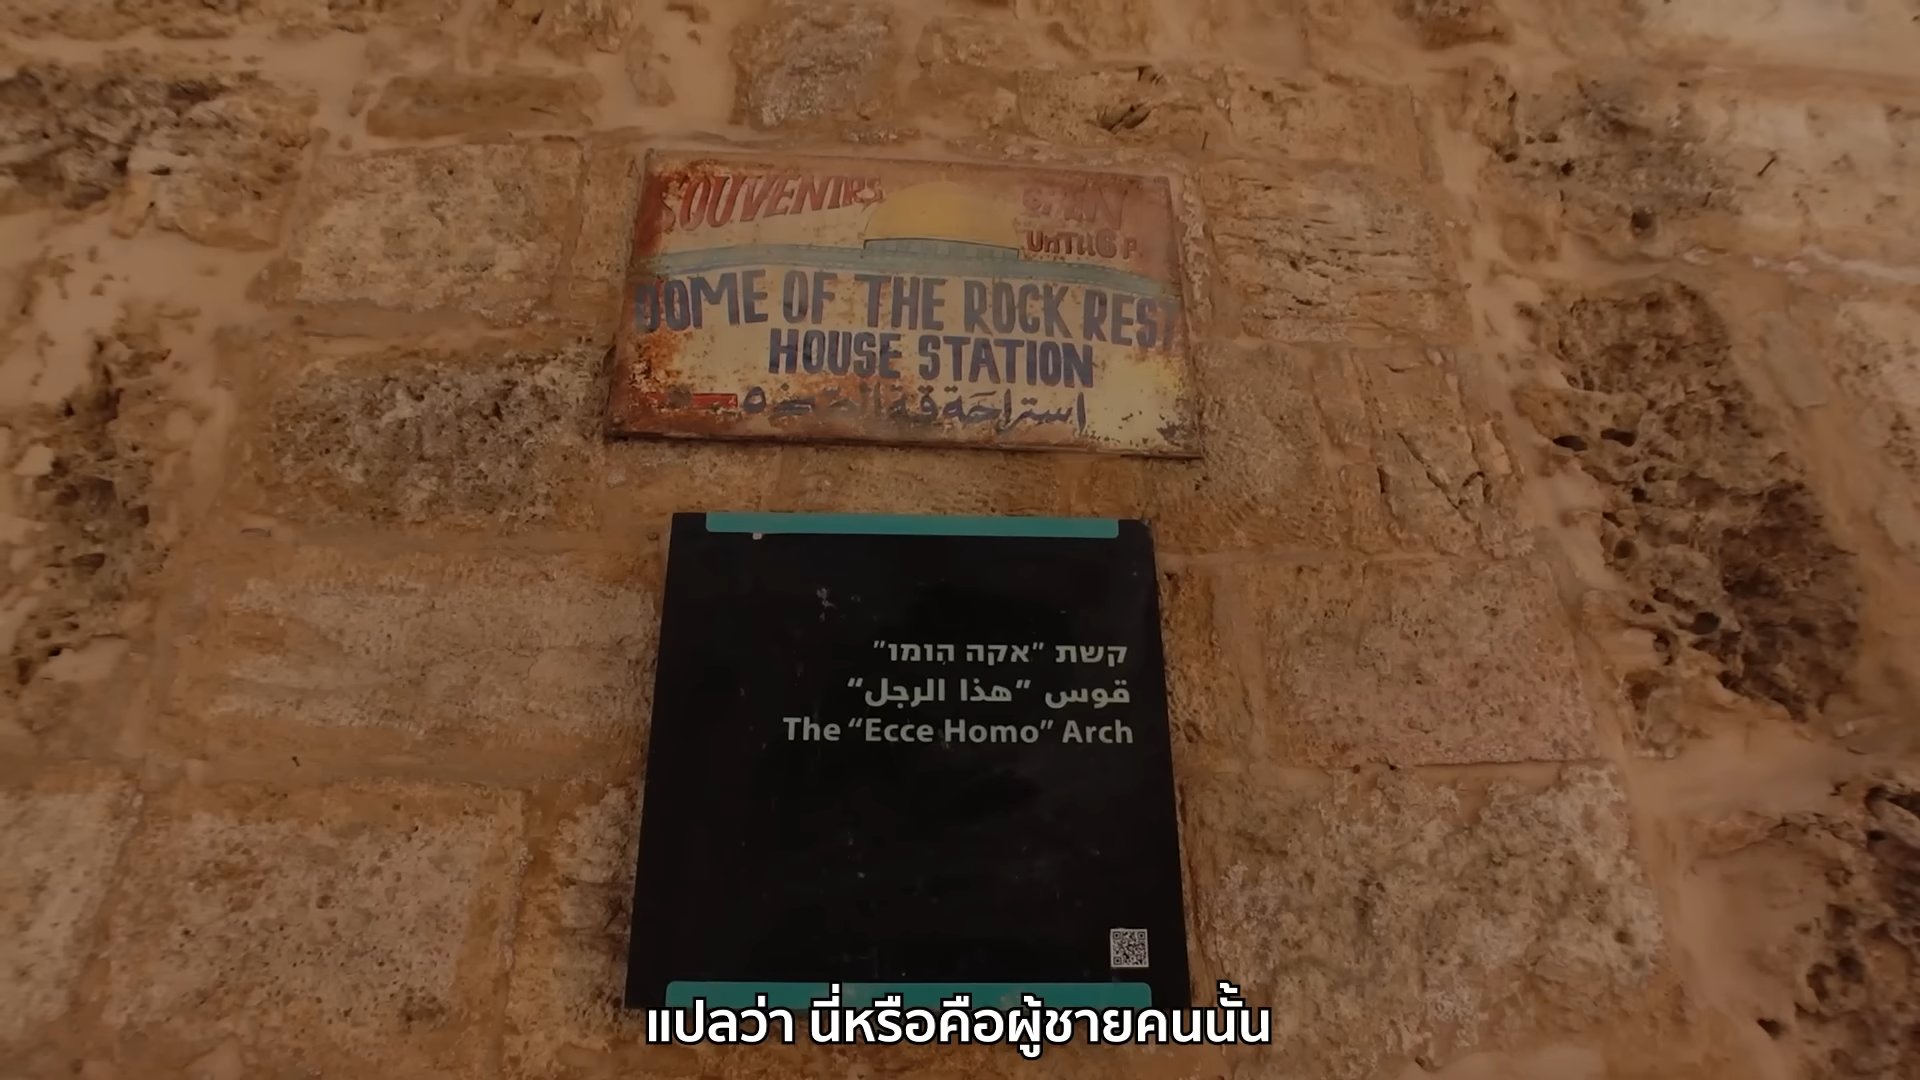 SOUVENIRS
UNTIL 6 P
DOME OF THE ROCK REST
HOUSE STATION
استراحة قبة
קשת "אקה הומו"
قوس "هذا الرجل"
The “Ecce Homo” Arch
แปลว่า นี่หรือคือผู้ชายคนนั้น